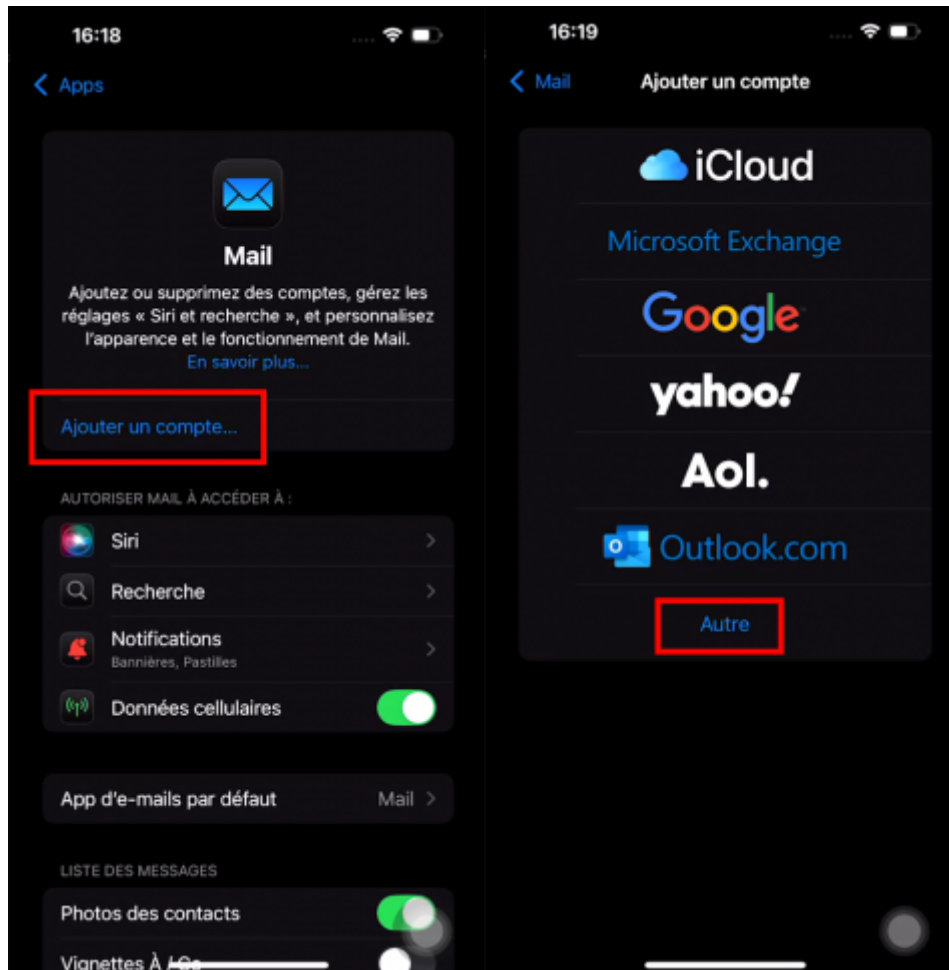 16:18
Apps
Mail
Ajoutez ou supprimez des comptes, gérez les
réglages « Siri et recherche », et personnalisez
l'apparence et le fonctionnement de Mail.
En savoir plus...
Ajouter un compte...
AUTORISER MAIL À ACCÉDER À :
Siri
Recherche
Notifications
Bannières, Pastilles
Données cellulaires
App d'e-mails par défaut
Mail
LISTE DES MESSAGES
Photos des contacts
Vignettes À /
16:19
Mail
Ajouter un compte
iCloud
Microsoft Exchange
Google
yahoo!
Aol.
Outlook.com
Autre